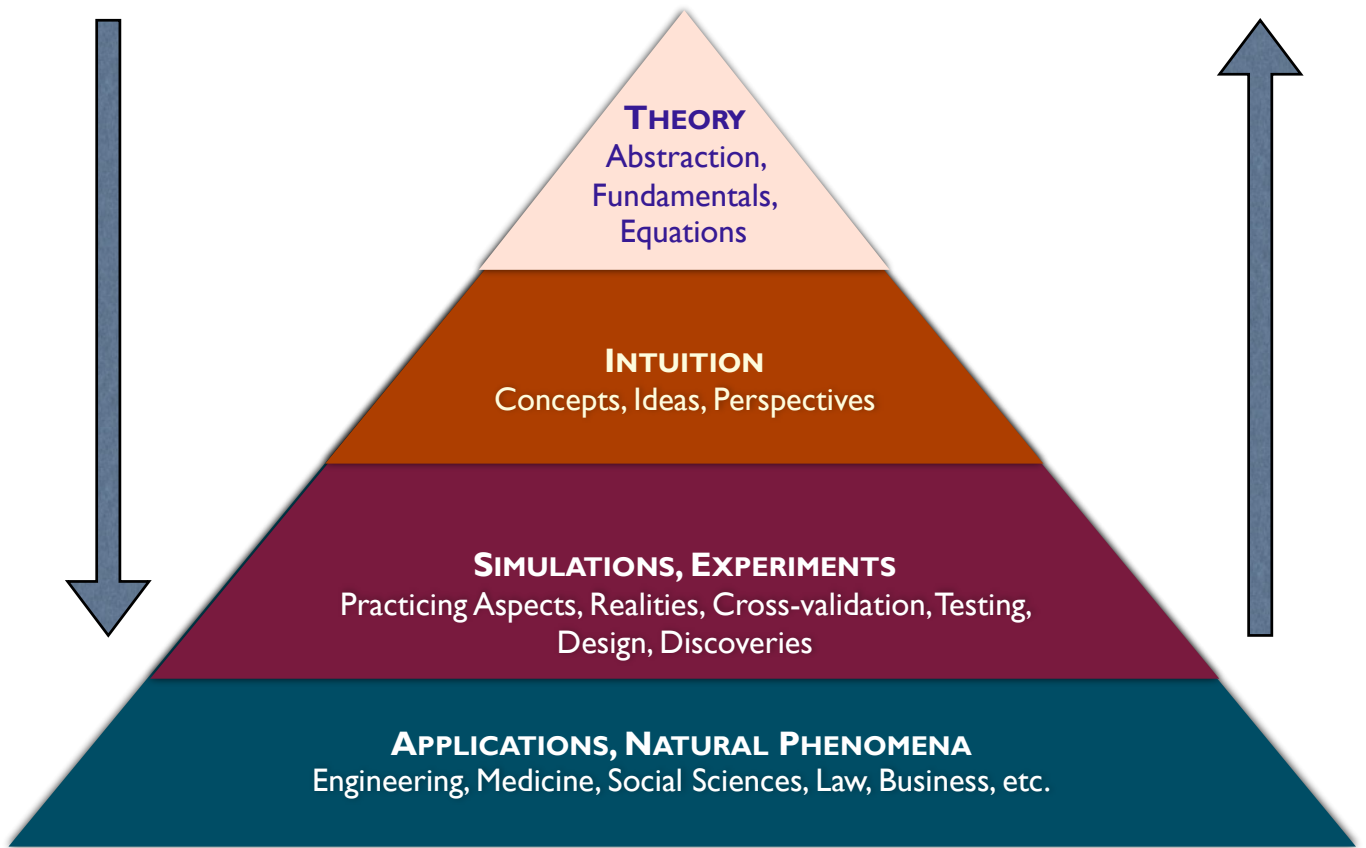 THEORY
Abstraction,
Fundamentals,
Equations
INTUITION
Concepts, Ideas, Perspectives
SIMULATIONS, EXPERIMENTS
Practicing Aspects, Realities, Cross-validation, Testing,
Design, Discoveries
APPLICATIONS, NATURAL PHENOMENA
Engineering, Medicine, Social Sciences, Law, Business, etc.